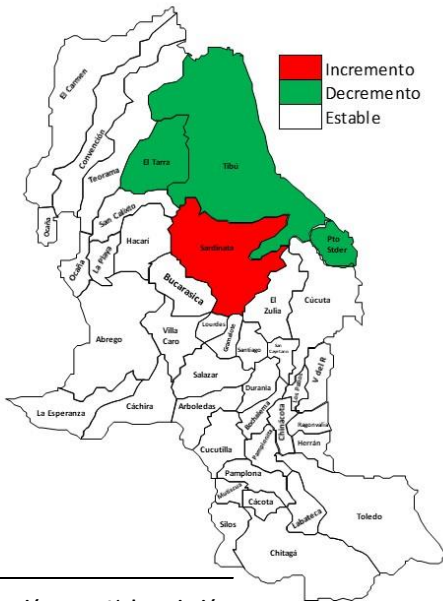 Incremento
Decremento
Estable
El Carmen
Convención
Teorama
El Tarra
Tibú
Ocaña
San Calixto
Hacarí
La Playa
Ocaña
Sardinata
Pto
Stder
Bucarasica
El
Zulia
Cúcuta
Abrego
Villa
Caro
Lourdes
Gramalote
Santiago
San
Cayetano
Salazar
Durania
Los Patios
V del R
La Esperanza
Cáchira
Arboledas
Bochalema
Chinácota
Ragonvalia
Herrán
Cucutilla
Pamplonita
Pamplona
Mutiscua
Cácota
Labateca
Toledo
Silos
Chitagá